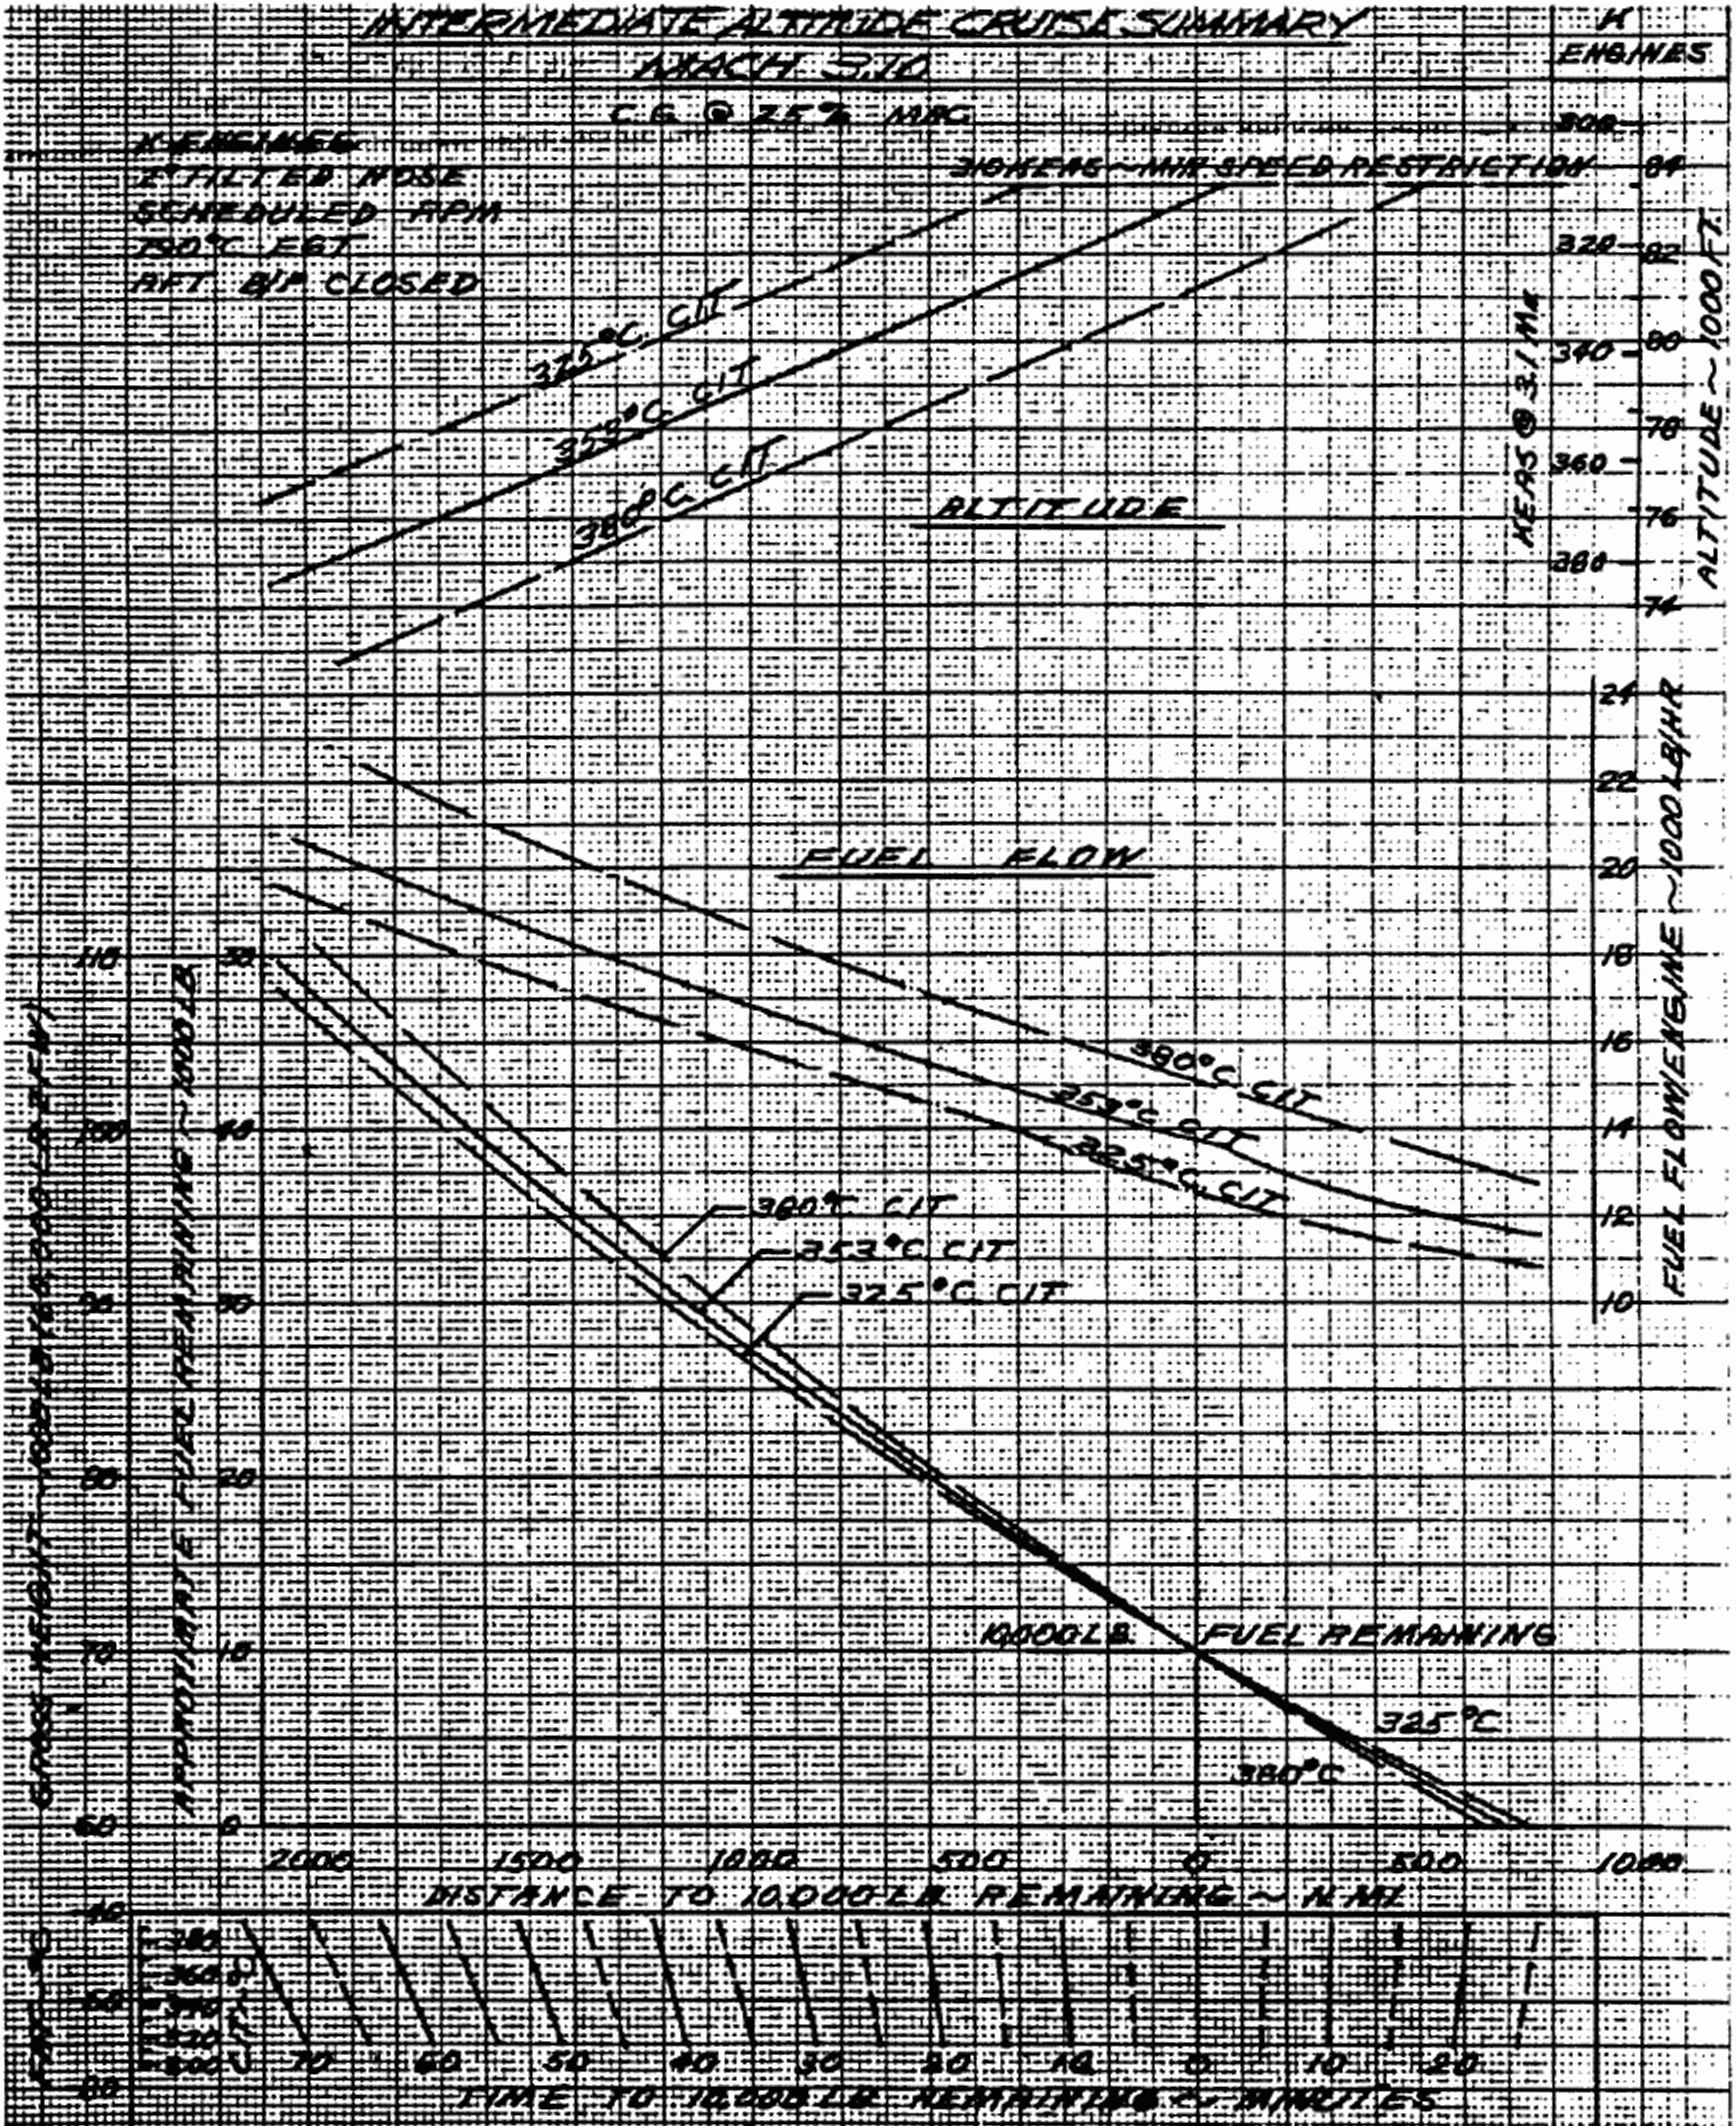 INTERMEDIATE ALTITUDE CRUISE SUMMARY
MACH 3.10
C.G. @ 25% MAC
K ENGINES
K ENGINES
2° TILTED NOSE
SCHEDULED RPM
790°C EGT
AFT B/P CLOSED
310 KEAS ~ MIN SPEED RESTRICTION
325°C. CIT
353°C. CIT
380°C. CIT
ALTITUDE
KEAS @ 3.1 MN
300
320
340
360
380
ALTITUDE ~ 1000 FT.
84
82
80
78
76
74
FUEL FLOW
380°C. CIT
353°C CIT
325°C. CIT
FUEL FLOW/ENGINE ~ 1000 LB/HR
24
22
20
18
16
14
12
10
GROSS WEIGHT ~ 1000 LB
110
100
90
80
70
60
APPROXIMATE FUEL REMAINING ~ 1000 LB
50
40
30
20
10
0
380°C CIT
353°C. CIT
325°C. CIT
10,000 LB. FUEL REMAINING
325°C
380°C
2000 1500 1000 500 0 500 1000
DISTANCE TO 10,000 LB REMAINING ~ N. MI.
380
360
340
320
300
70 60 50 40 30 20 10 0 10 20
TIME TO 10,000 LB REMAINING ~ MINUTES